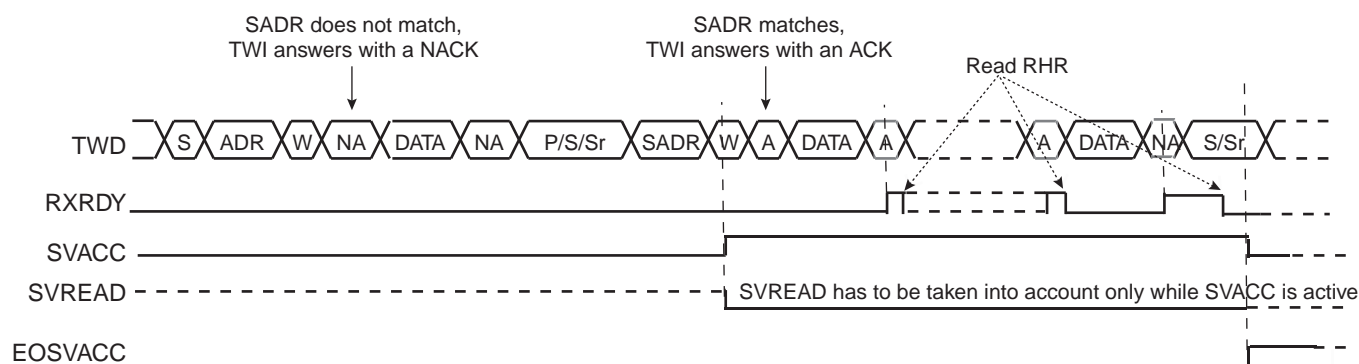 SADR does not match,
TWI answers with a NACK
SADR matches,
TWI answers with an ACK
Read RHR
TWD S ADR W NA DATA NA P/S/Sr SADR W A DATA A A DATA NA S/Sr
RXRDY
SVACC
SVREAD SVREAD has to be taken into account only while SVACC is active
EOSVACC